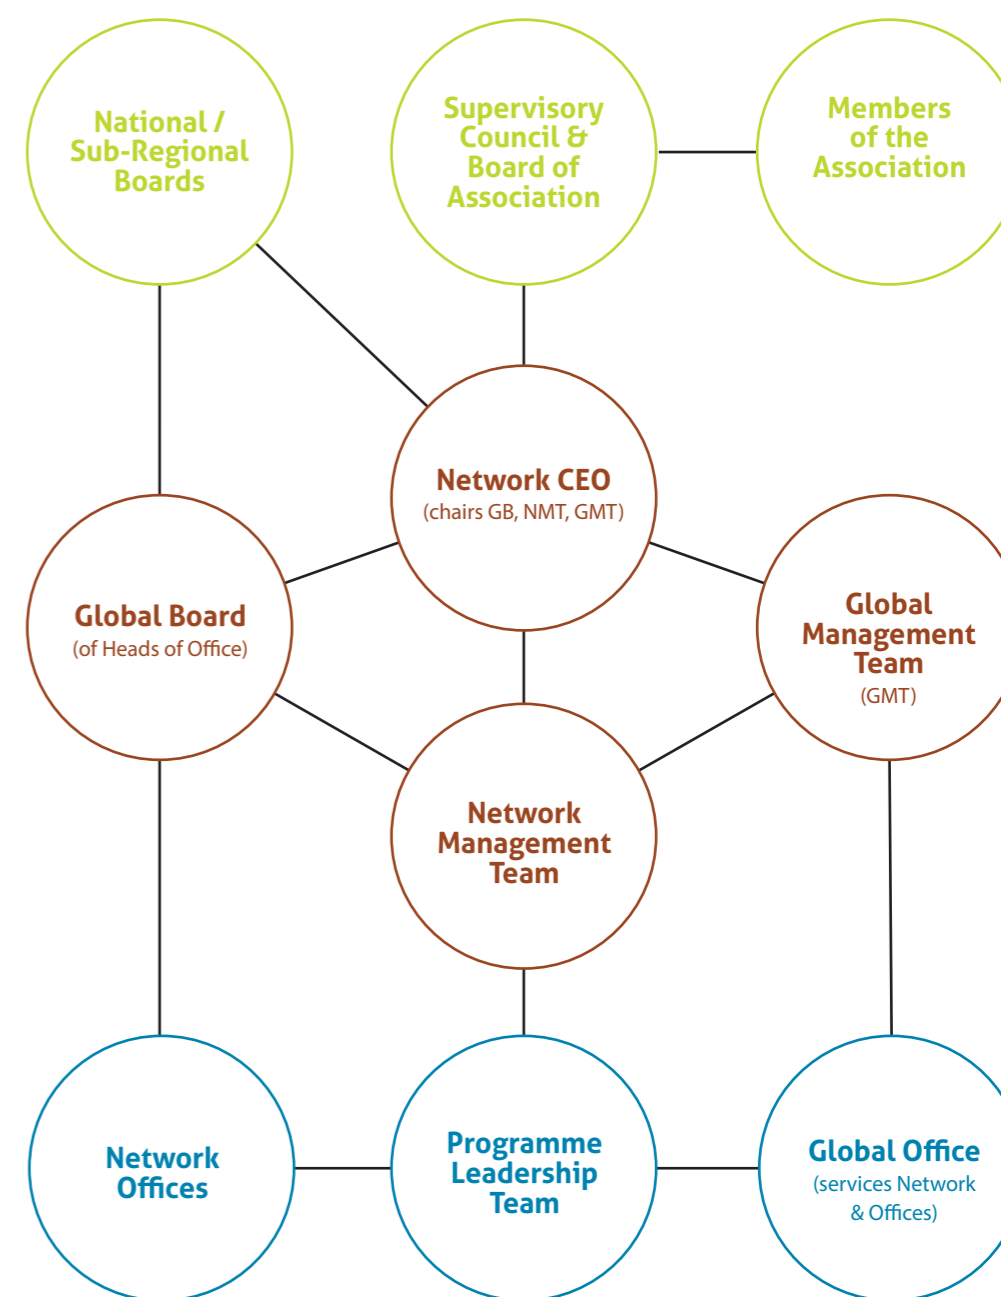 National /
Sub-Regional
Boards
Supervisory
Council &
Board of
Association
Members
of the
Association
Network CEO
(chairs GB, NMT, GMT)
Global Board
(of Heads of Office)
Global
Management
Team
(GMT)
Network
Management
Team
Network
Offices
Programme
Leadership
Team
Global Office
(services Network
& Offices)